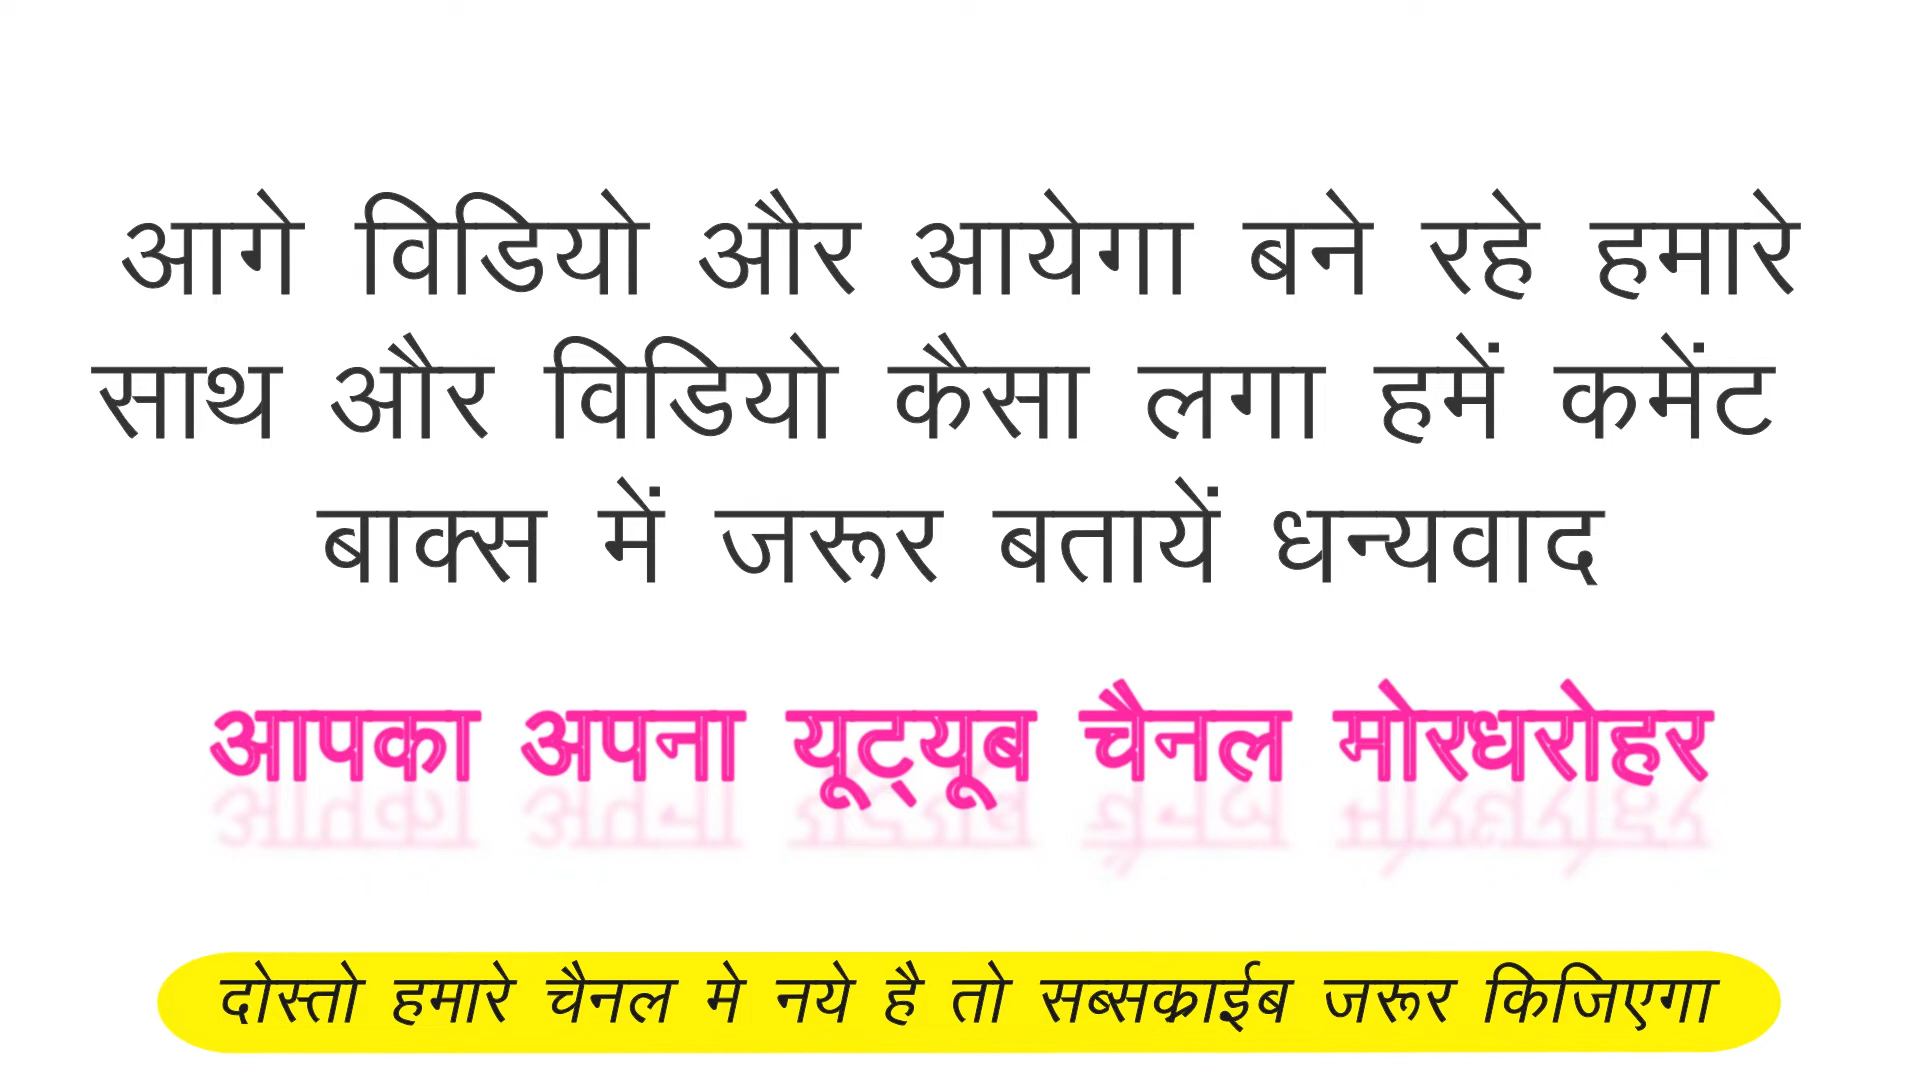 आगे विडियो और आयेगा बने रहे हमारे
साथ और विडियो कैसा लगा हमें कमेंट
बाक्स में जरूर बतायें धन्यवाद
आपका अपना यूट्यूब चैनल मोरधरोहर
दोस्तो हमारे चैनल मे नये है तो सब्सक्राईब जरूर किजिएगा